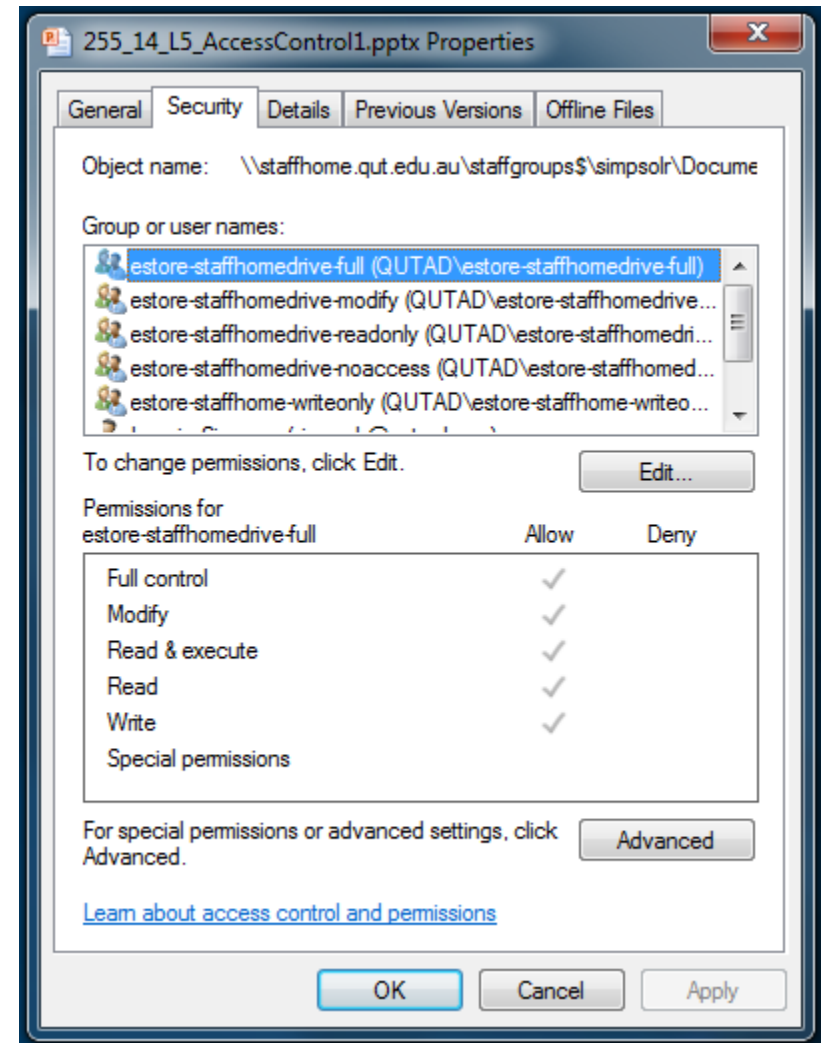 255_14_L5_AccessControl1.pptx Properties
General Security Details Previous Versions Offline Files
Object name: \\staffhome.qut.edu.au\staffgroups$\simpsolr\Docume
Group or user names:
estore-staffhomedrive-full (QUTAD\estore-staffhomedrive-full)
estore-staffhomedrive-modify (QUTAD\estore-staffhomedrive...
estore-staffhomedrive-readonly (QUTAD\estore-staffhomedri...
estore-staffhomedrive-noaccess (QUTAD\estore-staffhomed...
estore-staffhome-writeonly (QUTAD\estore-staffhome-writeo...
To change permissions, click Edit.
Edit...
Permissions for
estore-staffhomedrive-full Allow Deny
Full control
Modify
Read & execute
Read
Write
Special permissions
For special permissions or advanced settings, click
Advanced.
Advanced
Learn about access control and permissions
OK Cancel Apply